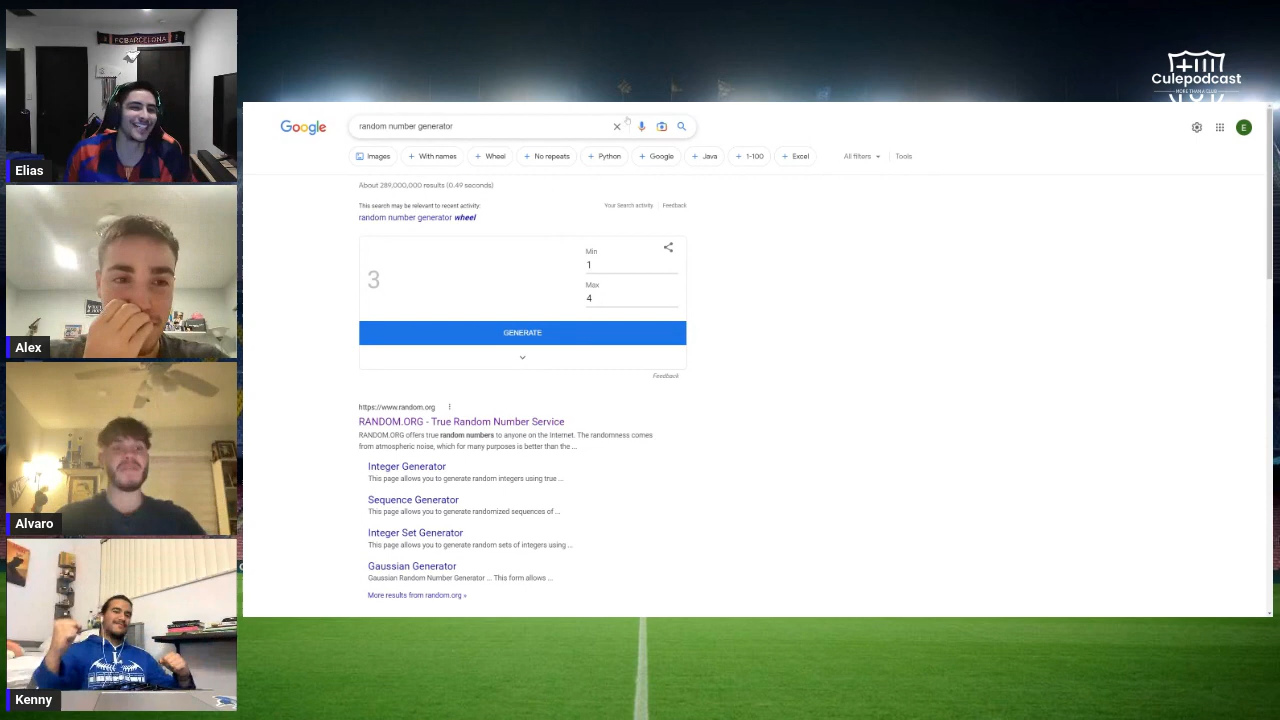 FCBARCELONA
Elias
Alex
Alvaro
Kenny
Culepodcast
MORE THAN A CLUB
Google
random number generator
Images
With names
Wheel
No repeats
Python
Google
Java
1-100
Excel
All filters
Tools
E
About 289,000,000 results (0.49 seconds)
This search may be relevant to recent activity:
Your Search activity
Feedback
random number generator wheel
3
Min
1
Max
4
GENERATE
Feedback
https://www.random.org
RANDOM.ORG - True Random Number Service
RANDOM.ORG offers true random numbers to anyone on the Internet. The randomness comes
from atmospheric noise, which for many purposes is better than the ...
Integer Generator
This page allows you to generate random integers using true ...
Sequence Generator
This page allows you to generate randomized sequences of ...
Integer Set Generator
This page allows you to generate random sets of integers using ...
Gaussian Generator
Gaussian Random Number Generator ... This form allows ...
More results from random.org »